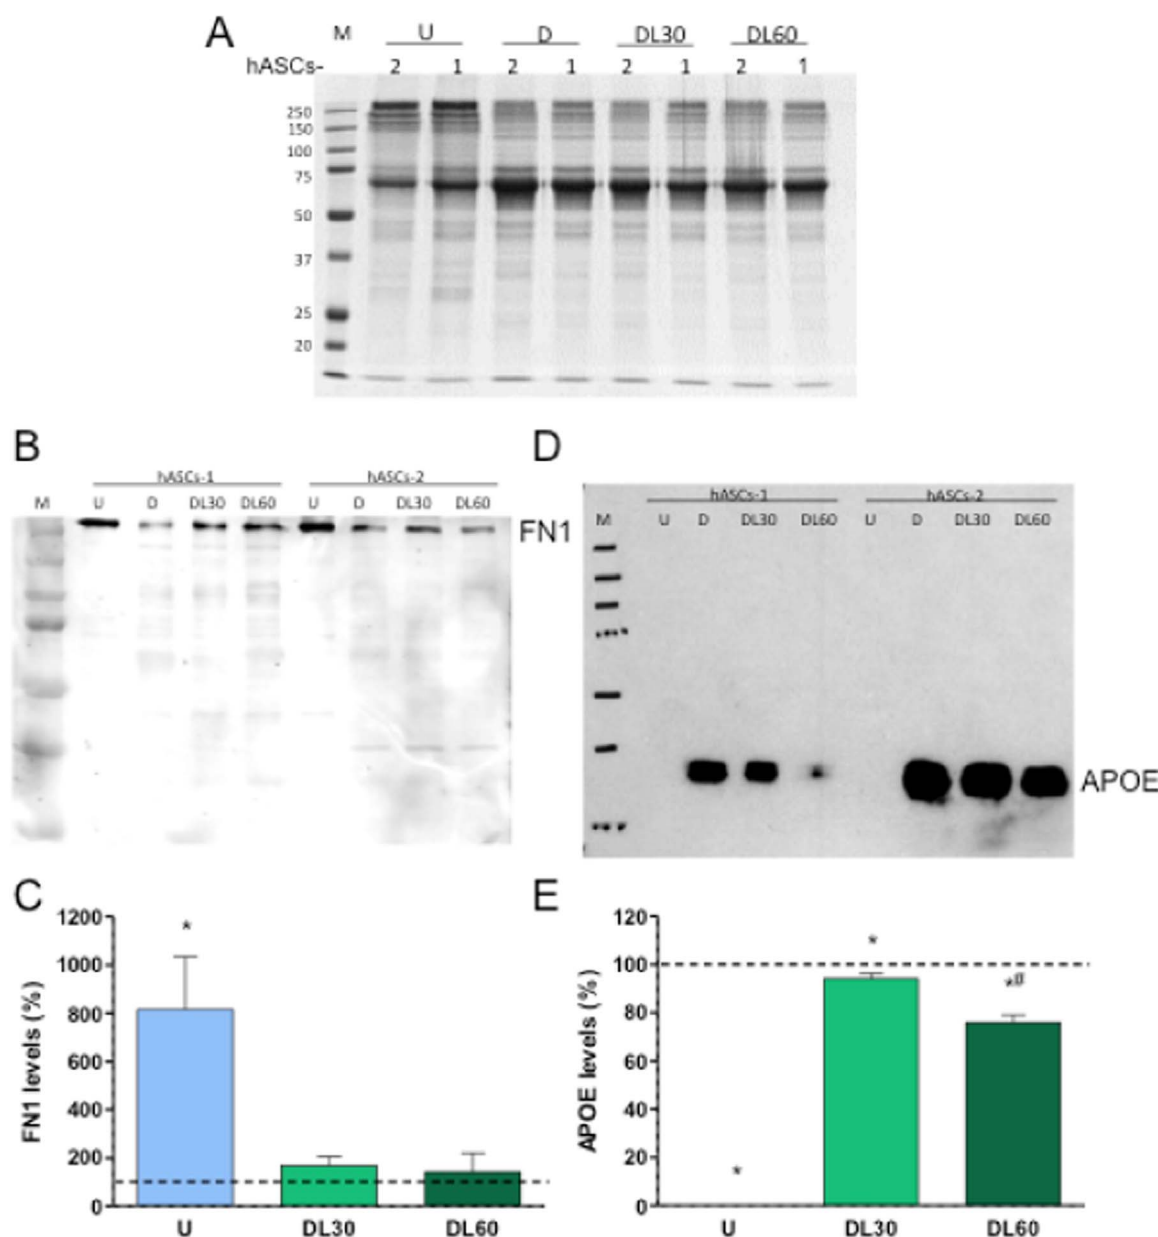 A
M U D DL30 DL60
hASCs- 2 1 2 1 2 1 2 1
250
150
100
75
50
37
25
20
B
hASCs-1 hASCs-2
M U D DL30 DL60 U D DL30 DL60
FN1
D
hASCs-1 hASCs-2
M U D DL30 DL60 U D DL30 DL60
APOE
C
FN1 levels (%)
1200
1000
800
600
400
200
0
*
U DL30 DL60
E
APOE levels (%)
120
100
80
60
40
20
0
*
*
*#
U DL30 DL60